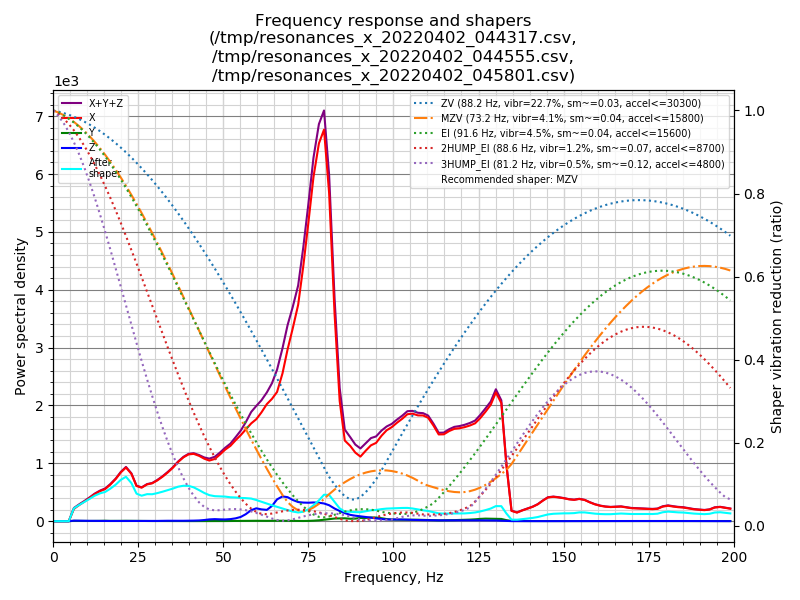 Frequency response and shapers
(/tmp/resonances_x_20220402_044317.csv,
/tmp/resonances_x_20220402_044555.csv,
/tmp/resonances_x_20220402_045801.csv)
1e3
X+Y+Z
X
Y
Z
After
shaper
ZV (88.2 Hz, vibr=22.7%, sm~=0.03, accel<=30300)
MZV (73.2 Hz, vibr=4.1%, sm~=0.04, accel<=15800)
EI (91.6 Hz, vibr=4.5%, sm~=0.04, accel<=15600)
2HUMP_EI (88.6 Hz, vibr=1.2%, sm~=0.07, accel<=8700)
3HUMP_EI (81.2 Hz, vibr=0.5%, sm~=0.12, accel<=4800)
Recommended shaper: MZV
7
6
5
4
3
2
1
0
Power spectral density
1.0
0.8
0.6
0.4
0.2
0.0
Shaper vibration reduction (ratio)
0
25
50
75
100
125
150
175
200
Frequency, Hz